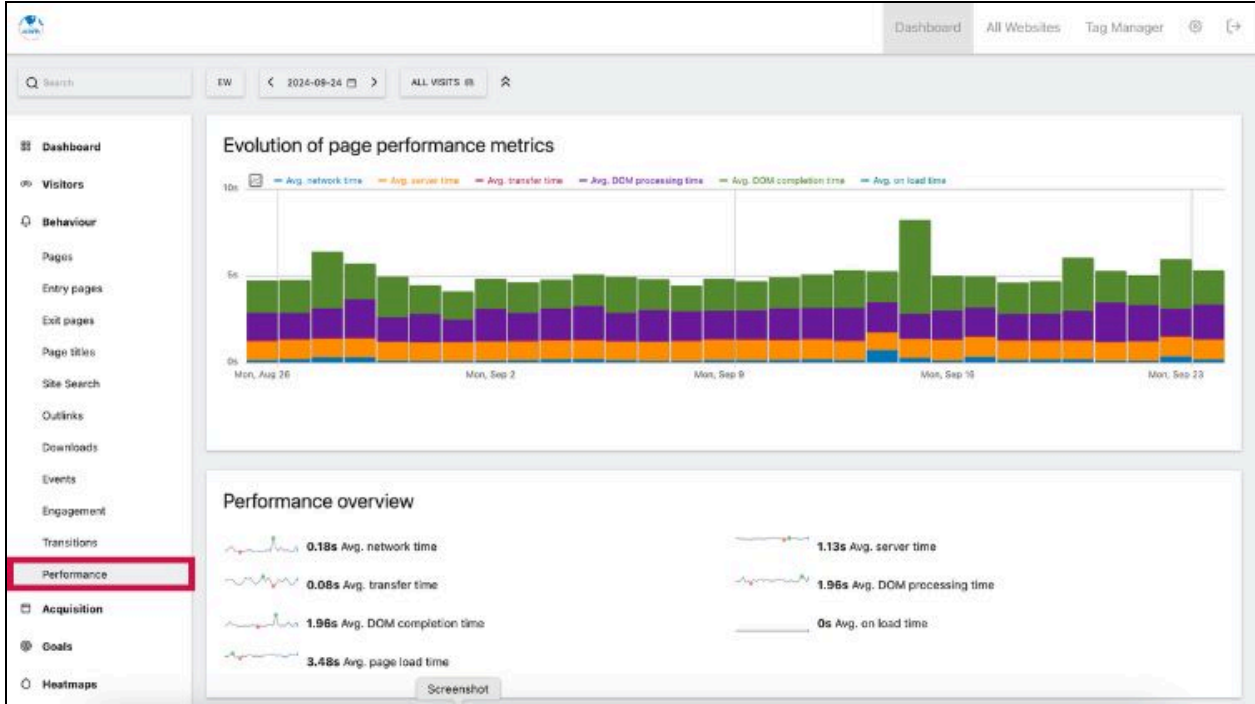 Dashboard All Websites Tag Manager
Search
EW
2024-09-24
ALL VISITS
Dashboard
Visitors
Behaviour
Pages
Entry pages
Exit pages
Page titles
Site Search
Outlinks
Downloads
Events
Engagement
Transitions
Performance
Acquisition
Goals
Heatmaps
Evolution of page performance metrics
Avg. network time Avg. server time Avg. transfer time Avg. DOM processing time Avg. DOM completion time Avg. on load time
10s
5s
0s
Mon, Aug 26 Mon, Sep 2 Mon, Sep 9 Mon, Sep 16 Mon, Sep 23
Performance overview
0.18s Avg. network time
1.13s Avg. server time
0.08s Avg. transfer time
1.96s Avg. DOM processing time
1.96s Avg. DOM completion time
0s Avg. on load time
3.48s Avg. page load time
Screenshot